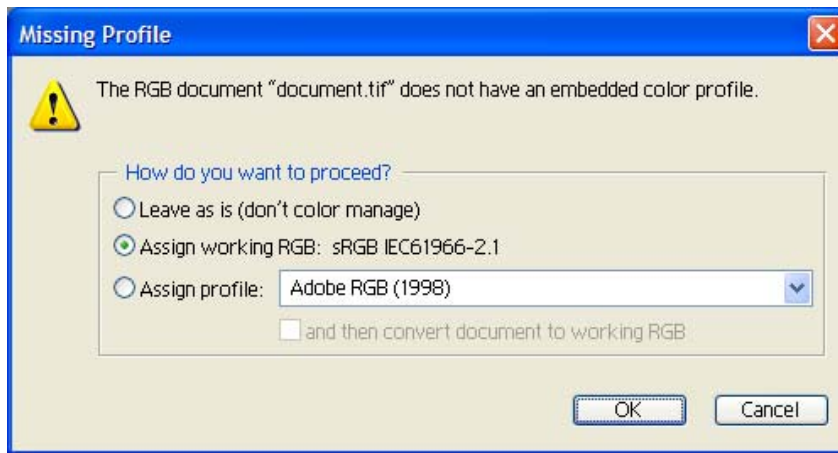 Missing Profile
The RGB document “document.tif” does not have an embedded color profile.
How do you want to proceed?
Leave as is (don't color manage)
Assign working RGB: sRGB IEC61966-2.1
Assign profile: Adobe RGB (1998)
and then convert document to working RGB
OK Cancel